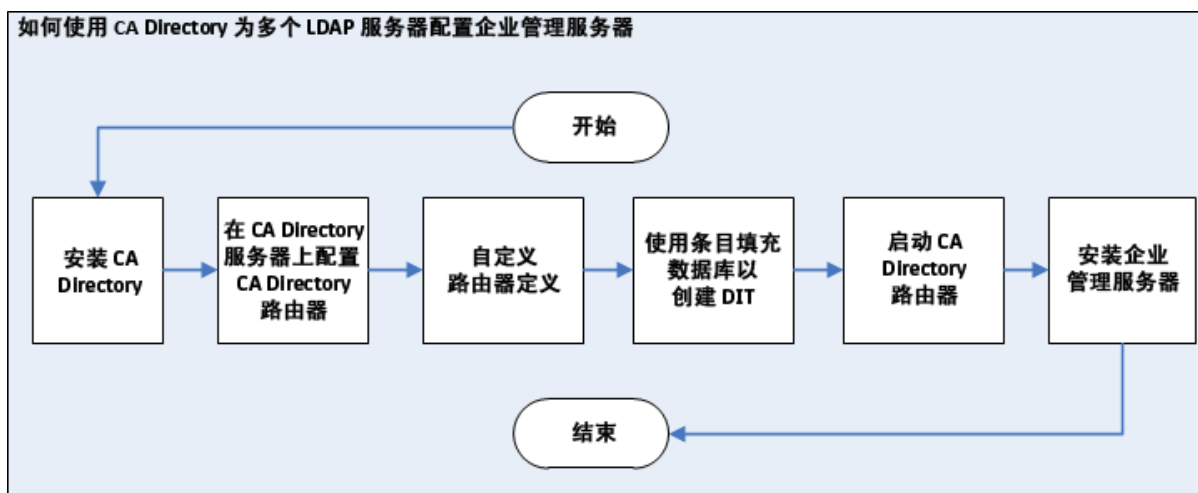 如何使用 CA Directory 为多个 LDAP 服务器配置企业管理服务器
开始
安装 CA
Directory
在 CA Directory
服务器上配置
CA Directory
路由器
自定义
路由器定义
使用条目填充
数据库以
创建 DIT
启动 CA
Directory
路由器
安装企业
管理服务器
结束